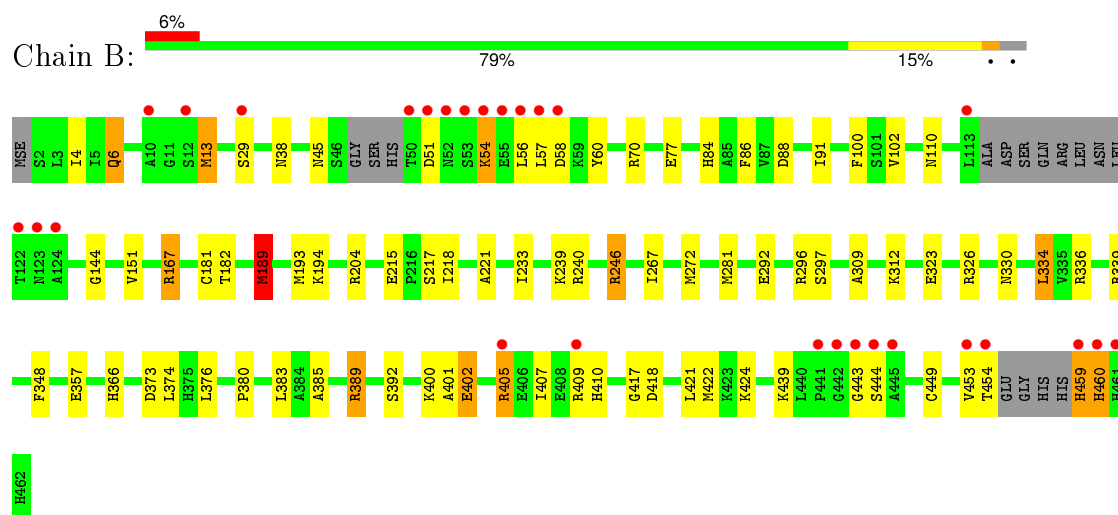 6%
Chain B:
79% 15% • •
MSE S2 L3 I4 I5 Q6 A10 G11 S12 M13 S29 N38 N45 S46 GLY SER HIS T50 D51 N52 S53 K54 E55 L56 L57 D58 K59 Y60 R70 E77 H84 A85 F86 V87 D88 I91 F100 S101 V102 N110 L113 ALA ASP SER GLN ARG LEU ASN LEU
T122 N123 A124 G144 V151 R167 C181 T182 M189 M193 K194 R204 E215 P216 S217 I218 A221 I233 K239 R240 R246 I267 M272 M281 E292 R296 S297 A309 K312 E323 R326 N330 L334 V335 R336 R339
F348 E357 H366 D373 L374 H375 L376 P380 L383 A384 A385 R389 S392 K400 A401 E402 R405 E406 I407 E408 R409 H410 G417 D418 L421 M422 K423 K424 K439 L440 P441 G442 G443 S444 A445 C449 V453 T454 GLU GLY HIS HIS H459 H460 H461
H462